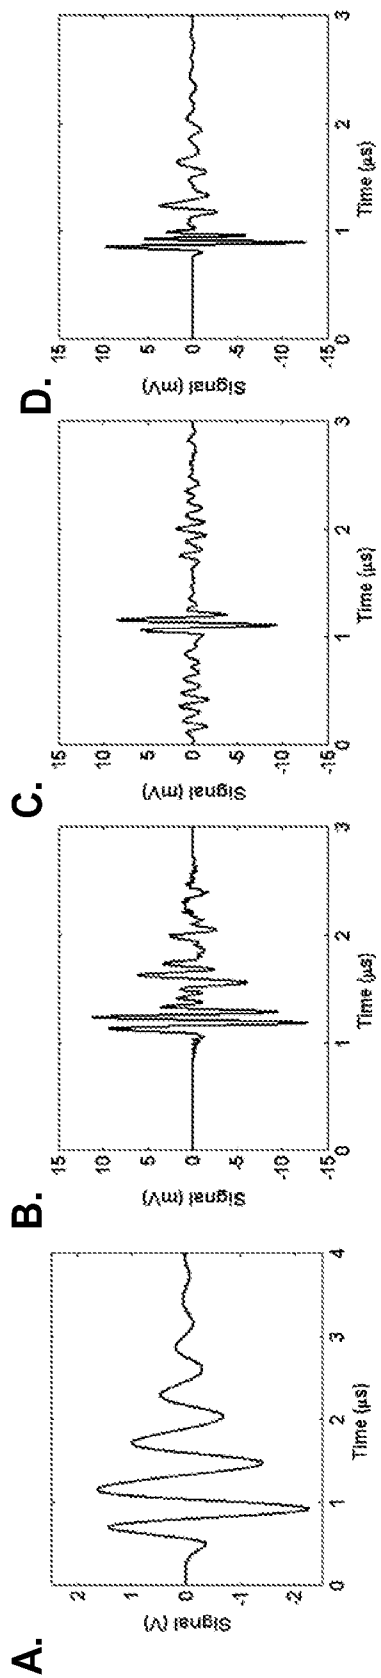 A.
2
1
0
-1
-2
Signal (V)
0 1 2 3 4
Time (µs)
B.
15
10
5
0
-5
-10
-15
Signal (mV)
0 1 2 3
Time (µs)
C.
15
10
5
0
-5
-10
-15
Signal (mV)
0 1 2 3
Time (µs)
D.
15
10
5
0
-5
-10
-15
Signal (mV)
0 1 2 3
Time (µs)